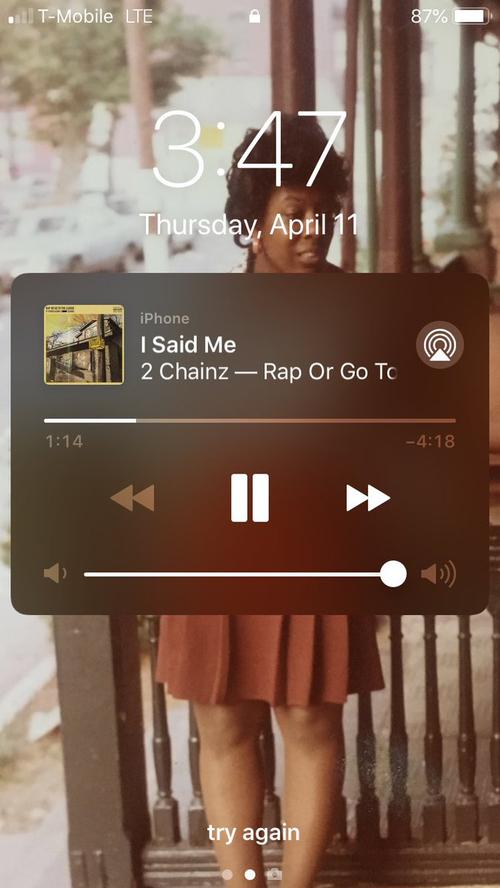 T-Mobile LTE 87%
3:47
Thursday, April 11
iPhone
I Said Me
2 Chainz — Rap Or Go To
1:14 -4:18
try again